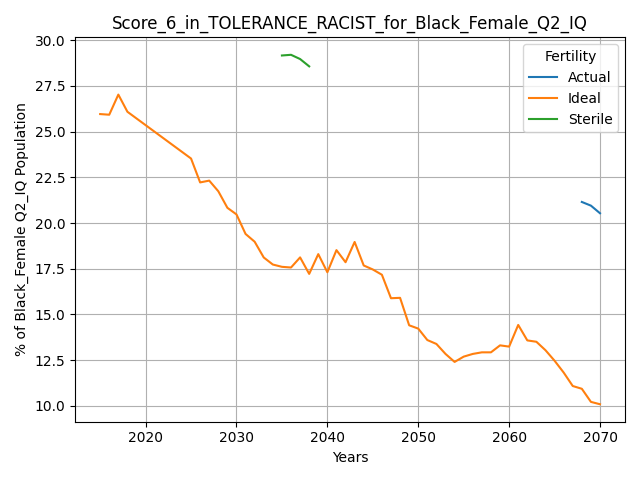 Score_6_in_TOLERANCE_RACIST_for_Black_Female_Q2_IQ
30.0
27.5
25.0
22.5
20.0
17.5
15.0
12.5
10.0
% of Black_Female Q2_IQ Population
Fertility
Actual
Ideal
Sterile
2020 2030 2040 2050 2060 2070
Years